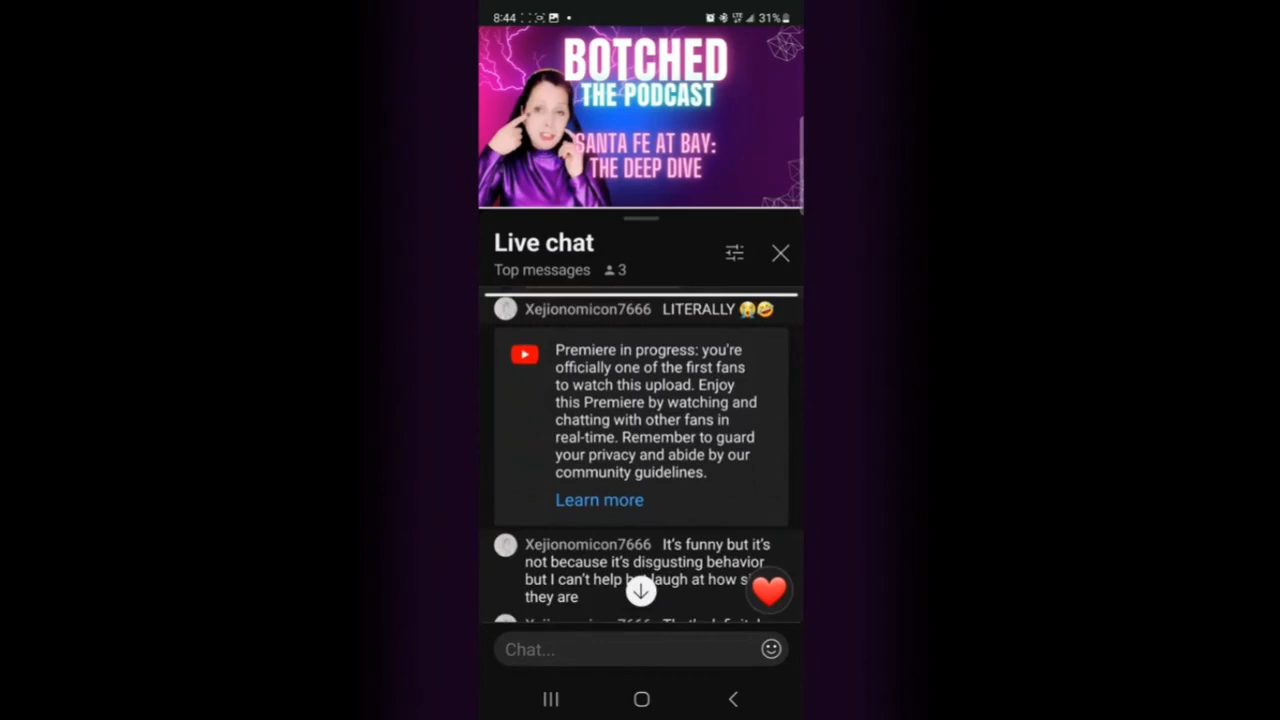 8:44
LTE
31%
BOTCHED
THE PODCAST
SANTA FE AT BAY:
THE DEEP DIVE
Live chat
Top messages 3
Xejionomicon7666 LITERALLY 😭🤣
Premiere in progress: you're
officially one of the first fans
to watch this upload. Enjoy
this Premiere by watching and
chatting with other fans in
real-time. Remember to guard
your privacy and abide by our
community guidelines.
Learn more
Xejionomicon7666 It's funny but it's
not because it's disgusting behavior
but I can't help laugh at how
they are
Chat...